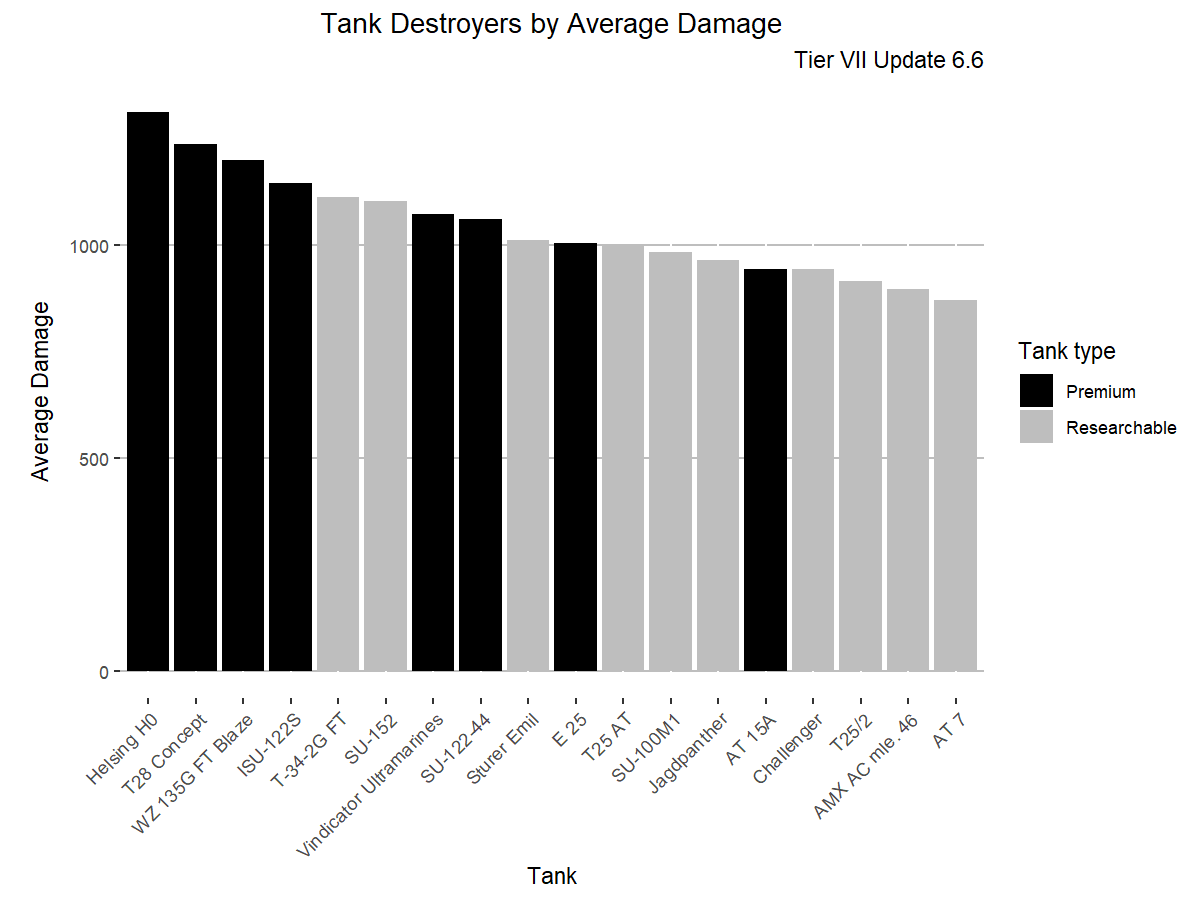 Tank Destroyers by Average Damage
Tier VII Update 6.6
Average Damage
1000
500
0
Helsing H0
T28 Concept
WZ 135G FT Blaze
ISU-122S
T-34-2G FT
SU-152
Vindicator Ultramarines
SU-122-44
Sturer Emil
E 25
T25 AT
SU-100M1
Jagdpanther
AT 15A
Challenger
T25/2
AMX AC mle. 46
AT 7
Tank
Tank type
Premium
Researchable